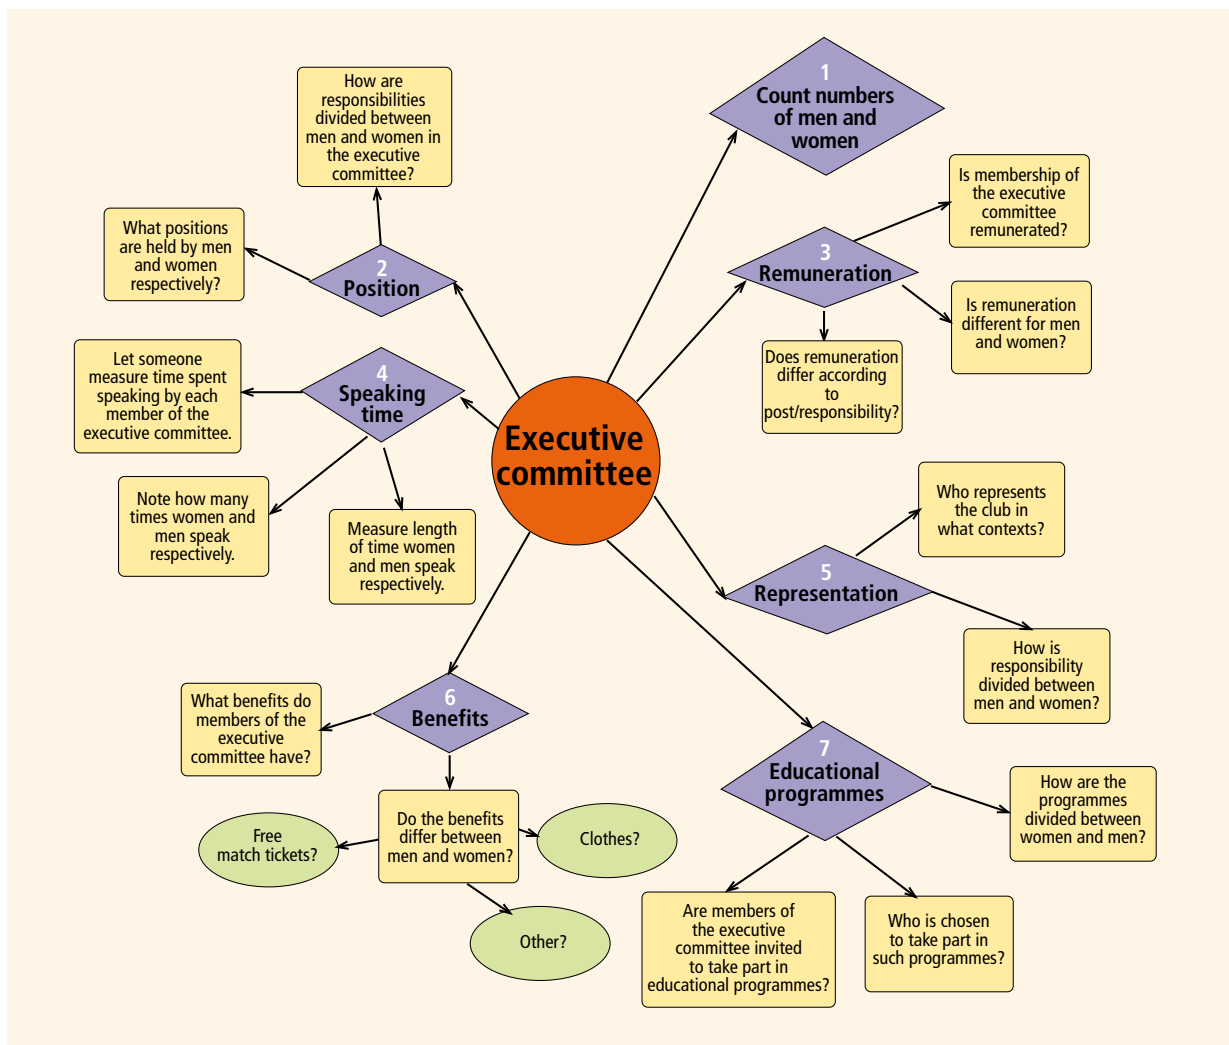 Executive
committee
1
Count numbers
of men and
women
2
Position
How are
responsibilities
divided between
men and women in
the executive
committee?
What positions
are held by men
and women
respectively?
3
Remuneration
Is membership of
the executive
committee
remunerated?
Is remuneration
different for men
and women?
Does remuneration
differ according
to
post/responsibility?
4
Speaking
time
Let someone
measure time spent
speaking by each
member of the
executive committee.
Note how many
times women and
men speak
respectively.
Measure length
of time women
and men speak
respectively.
5
Representation
Who represents
the club in
what contexts?
How is
responsibility
divided between
men and women?
6
Benefits
What benefits do
members of the
executive
committee have?
Do the benefits
differ between
men and women?
Free
match tickets?
Clothes?
Other?
7
Educational
programmes
How are the
programmes
divided between
women and men?
Are members of
the executive
committee invited
to take part in
educational programmes?
Who is chosen
to take part in
such programmes?